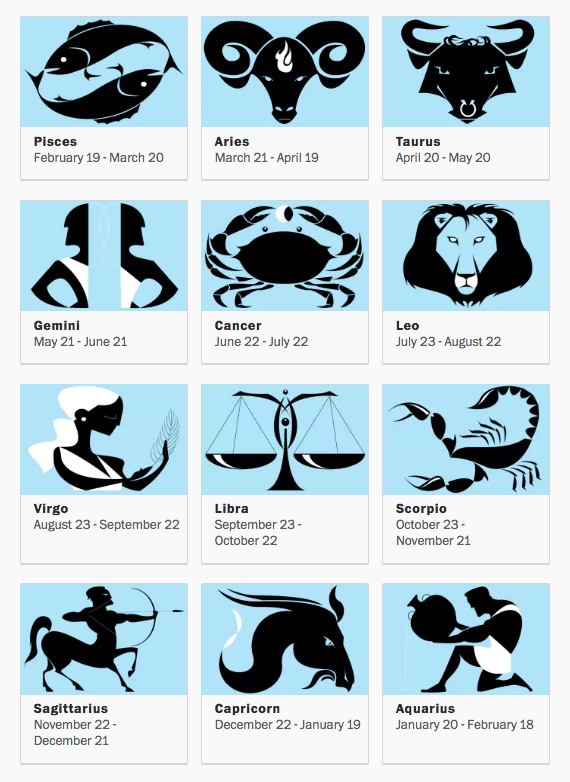 Pisces
February 19 - March 20
Aries
March 21 - April 19
Taurus
April 20 - May 20
Gemini
May 21 - June 21
Cancer
June 22 - July 22
Leo
July 23 - August 22
Virgo
August 23 - September 22
Libra
September 23 -
October 22
Scorpio
October 23 -
November 21
Sagittarius
November 22 -
December 21
Capricorn
December 22 - January 19
Aquarius
January 20 - February 18